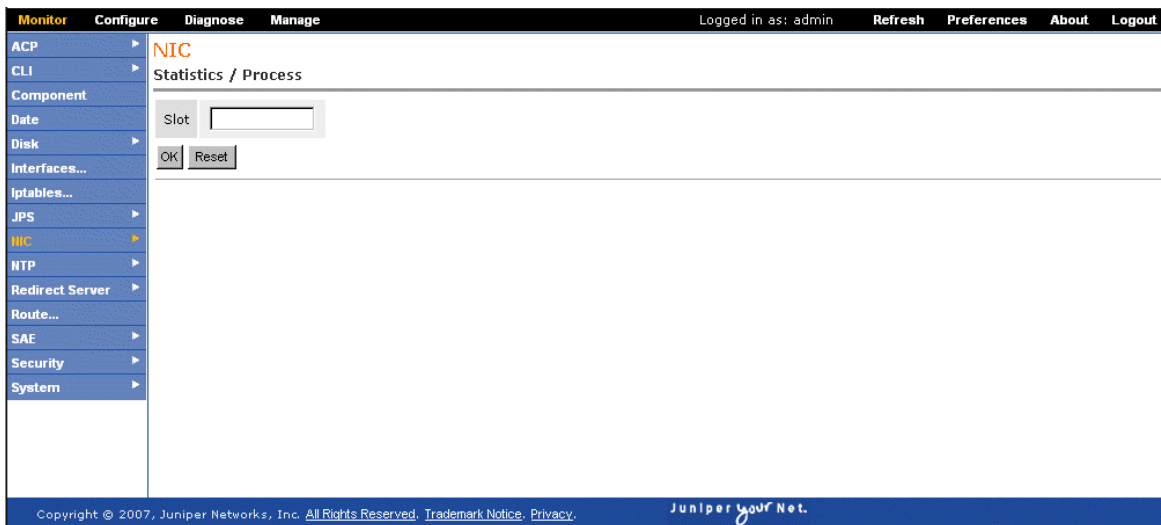 Monitor Configure Diagnose Manage Logged in as: admin Refresh Preferences About Logout
ACP
CLI
Component
Date
Disk
Interfaces...
Iptables...
JPS
NIC
NTP
Redirect Server
Route...
SAE
Security
System
NIC
Statistics / Process
Slot
OK Reset
Copyright © 2007, Juniper Networks, Inc. All Rights Reserved. Trademark Notice. Privacy.
Juniper your Net.